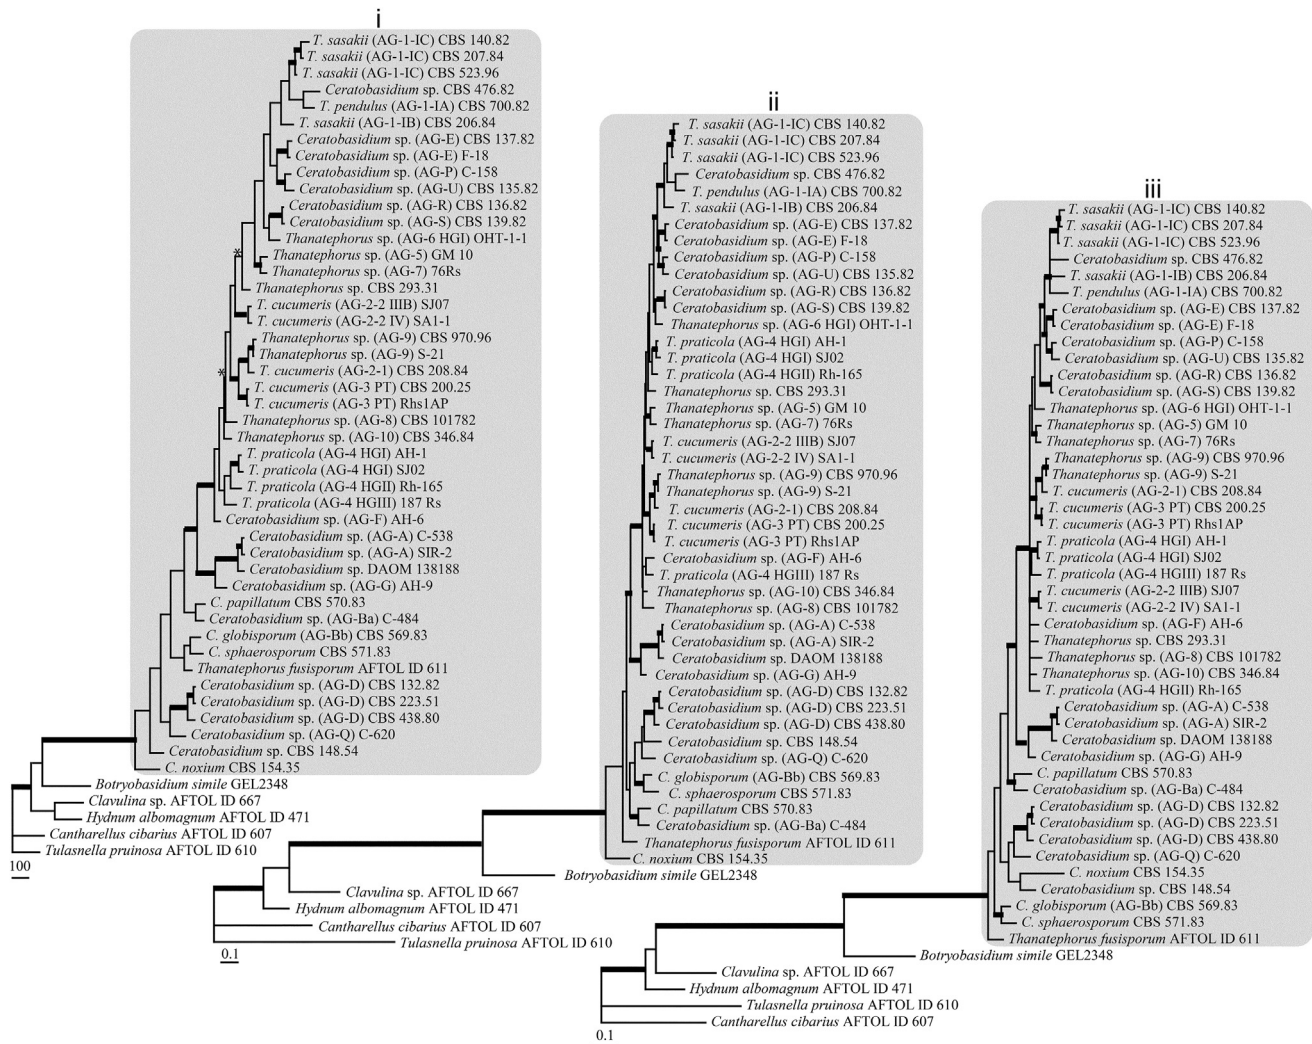 i
T. sasakii (AG-1-IC) CBS 140.82
T. sasakii (AG-1-IC) CBS 207.84
T. sasakii (AG-1-IC) CBS 523.96
Ceratobasidium sp. CBS 476.82
T. pendulus (AG-1-IA) CBS 700.82
T. sasakii (AG-1-IB) CBS 206.84
Ceratobasidium sp. (AG-E) CBS 137.82
Ceratobasidium sp. (AG-E) F-18
Ceratobasidium sp. (AG-P) C-158
Ceratobasidium sp. (AG-U) CBS 135.82
Ceratobasidium sp. (AG-R) CBS 136.82
Ceratobasidium sp. (AG-S) CBS 139.82
Thanatephorus sp. (AG-6 HGI) OHT-1-1
*
Thanatephorus sp. (AG-5) GM 10
Thanatephorus sp. (AG-7) 76Rs
Thanatephorus sp. CBS 293.31
T. cucumeris (AG-2-2 IIIB) SJ07
T. cucumeris (AG-2-2 IV) SA1-1
Thanatephorus sp. (AG-9) CBS 970.96
Thanatephorus sp. (AG-9) S-21
*
T. cucumeris (AG-2-1) CBS 208.84
T. cucumeris (AG-3 PT) CBS 200.25
T. cucumeris (AG-3 PT) Rhs1AP
Thanatephorus sp. (AG-8) CBS 101782
Thanatephorus sp. (AG-10) CBS 346.84
T. praticola (AG-4 HGI) AH-1
T. praticola (AG-4 HGI) SJ02
T. praticola (AG-4 HGII) Rh-165
T. praticola (AG-4 HGIII) 187 Rs
Ceratobasidium sp. (AG-F) AH-6
Ceratobasidium sp. (AG-A) C-538
Ceratobasidium sp. (AG-A) SIR-2
Ceratobasidium sp. DAOM 138188
Ceratobasidium sp. (AG-G) AH-9
C. papillatum CBS 570.83
Ceratobasidium sp. (AG-Ba) C-484
C. globisporum (AG-Bb) CBS 569.83
C. sphaerosporum CBS 571.83
Thanatephorus fusisporum AFTOL ID 611
Ceratobasidium sp. (AG-D) CBS 132.82
Ceratobasidium sp. (AG-D) CBS 223.51
Ceratobasidium sp. (AG-D) CBS 438.80
Ceratobasidium sp. (AG-Q) C-620
Ceratobasidium sp. CBS 148.54
C. noxium CBS 154.35
Botryobasidium simile GEL2348
Clavulina sp. AFTOL ID 667
Hydnum albomagnum AFTOL ID 471
Cantharellus cibarius AFTOL ID 607
Tulasnella pruinosa AFTOL ID 610
100
ii
T. sasakii (AG-1-IC) CBS 140.82
T. sasakii (AG-1-IC) CBS 207.84
T. sasakii (AG-1-IC) CBS 523.96
Ceratobasidium sp. CBS 476.82
T. pendulus (AG-1-IA) CBS 700.82
T. sasakii (AG-1-IB) CBS 206.84
Ceratobasidium sp. (AG-E) CBS 137.82
Ceratobasidium sp. (AG-E) F-18
Ceratobasidium sp. (AG-P) C-158
Ceratobasidium sp. (AG-U) CBS 135.82
Ceratobasidium sp. (AG-R) CBS 136.82
Ceratobasidium sp. (AG-S) CBS 139.82
Thanatephorus sp. (AG-6 HGI) OHT-1-1
T. praticola (AG-4 HGI) AH-1
T. praticola (AG-4 HGI) SJ02
T. praticola (AG-4 HGII) Rh-165
Thanatephorus sp. CBS 293.31
Thanatephorus sp. (AG-5) GM 10
Thanatephorus sp. (AG-7) 76Rs
T. cucumeris (AG-2-2 IIIB) SJ07
T. cucumeris (AG-2-2 IV) SA1-1
Thanatephorus sp. (AG-9) CBS 970.96
Thanatephorus sp. (AG-9) S-21
T. cucumeris (AG-2-1) CBS 208.84
T. cucumeris (AG-3 PT) CBS 200.25
T. cucumeris (AG-3 PT) Rhs1AP
Ceratobasidium sp. (AG-F) AH-6
T. praticola (AG-4 HGIII) 187 Rs
Thanatephorus sp. (AG-10) CBS 346.84
Thanatephorus sp. (AG-8) CBS 101782
Ceratobasidium sp. (AG-A) C-538
Ceratobasidium sp. (AG-A) SIR-2
Ceratobasidium sp. DAOM 138188
Ceratobasidium sp. (AG-G) AH-9
Ceratobasidium sp. (AG-D) CBS 132.82
Ceratobasidium sp. (AG-D) CBS 223.51
Ceratobasidium sp. (AG-D) CBS 438.80
Ceratobasidium sp. CBS 148.54
Ceratobasidium sp. (AG-Q) C-620
C. globisporum (AG-Bb) CBS 569.83
C. sphaerosporum CBS 571.83
C. papillatum CBS 570.83
Ceratobasidium sp. (AG-Ba) C-484
Thanatephorus fusisporum AFTOL ID 611
C. noxium CBS 154.35
Botryobasidium simile GEL2348
Clavulina sp. AFTOL ID 667
Hydnum albomagnum AFTOL ID 471
Cantharellus cibarius AFTOL ID 607
Tulasnella pruinosa AFTOL ID 610
0.1
iii
T. sasakii (AG-1-IC) CBS 140.82
T. sasakii (AG-1-IC) CBS 207.84
T. sasakii (AG-1-IC) CBS 523.96
Ceratobasidium sp. CBS 476.82
T. sasakii (AG-1-IB) CBS 206.84
T. pendulus (AG-1-IA) CBS 700.82
Ceratobasidium sp. (AG-E) CBS 137.82
Ceratobasidium sp. (AG-E) F-18
Ceratobasidium sp. (AG-P) C-158
Ceratobasidium sp. (AG-U) CBS 135.82
Ceratobasidium sp. (AG-R) CBS 136.82
Ceratobasidium sp. (AG-S) CBS 139.82
Thanatephorus sp. (AG-6 HGI) OHT-1-1
Thanatephorus sp. (AG-5) GM 10
Thanatephorus sp. (AG-7) 76Rs
Thanatephorus sp. (AG-9) CBS 970.96
Thanatephorus sp. (AG-9) S-21
T. cucumeris (AG-2-1) CBS 208.84
T. cucumeris (AG-3 PT) CBS 200.25
T. cucumeris (AG-3 PT) Rhs1AP
T. praticola (AG-4 HGI) AH-1
T. praticola (AG-4 HGI) SJ02
T. praticola (AG-4 HGIII) 187 Rs
T. cucumeris (AG-2-2 IIIB) SJ07
T. cucumeris (AG-2-2 IV) SA1-1
Ceratobasidium sp. (AG-F) AH-6
Thanatephorus sp. CBS 293.31
Thanatephorus sp. (AG-8) CBS 101782
Thanatephorus sp. (AG-10) CBS 346.84
T. praticola (AG-4 HGII) Rh-165
Ceratobasidium sp. (AG-A) C-538
Ceratobasidium sp. (AG-A) SIR-2
Ceratobasidium sp. DAOM 138188
Ceratobasidium sp. (AG-G) AH-9
C. papillatum CBS 570.83
Ceratobasidium sp. (AG-Ba) C-484
Ceratobasidium sp. (AG-D) CBS 132.82
Ceratobasidium sp. (AG-D) CBS 223.51
Ceratobasidium sp. (AG-D) CBS 438.80
Ceratobasidium sp. (AG-Q) C-620
C. noxium CBS 154.35
Ceratobasidium sp. CBS 148.54
C. globisporum (AG-Bb) CBS 569.83
C. sphaerosporum CBS 571.83
Thanatephorus fusisporum AFTOL ID 611
Botryobasidium simile GEL2348
Clavulina sp. AFTOL ID 667
Hydnum albomagnum AFTOL ID 471
Tulasnella pruinosa AFTOL ID 610
Cantharellus cibarius AFTOL ID 607
0.1